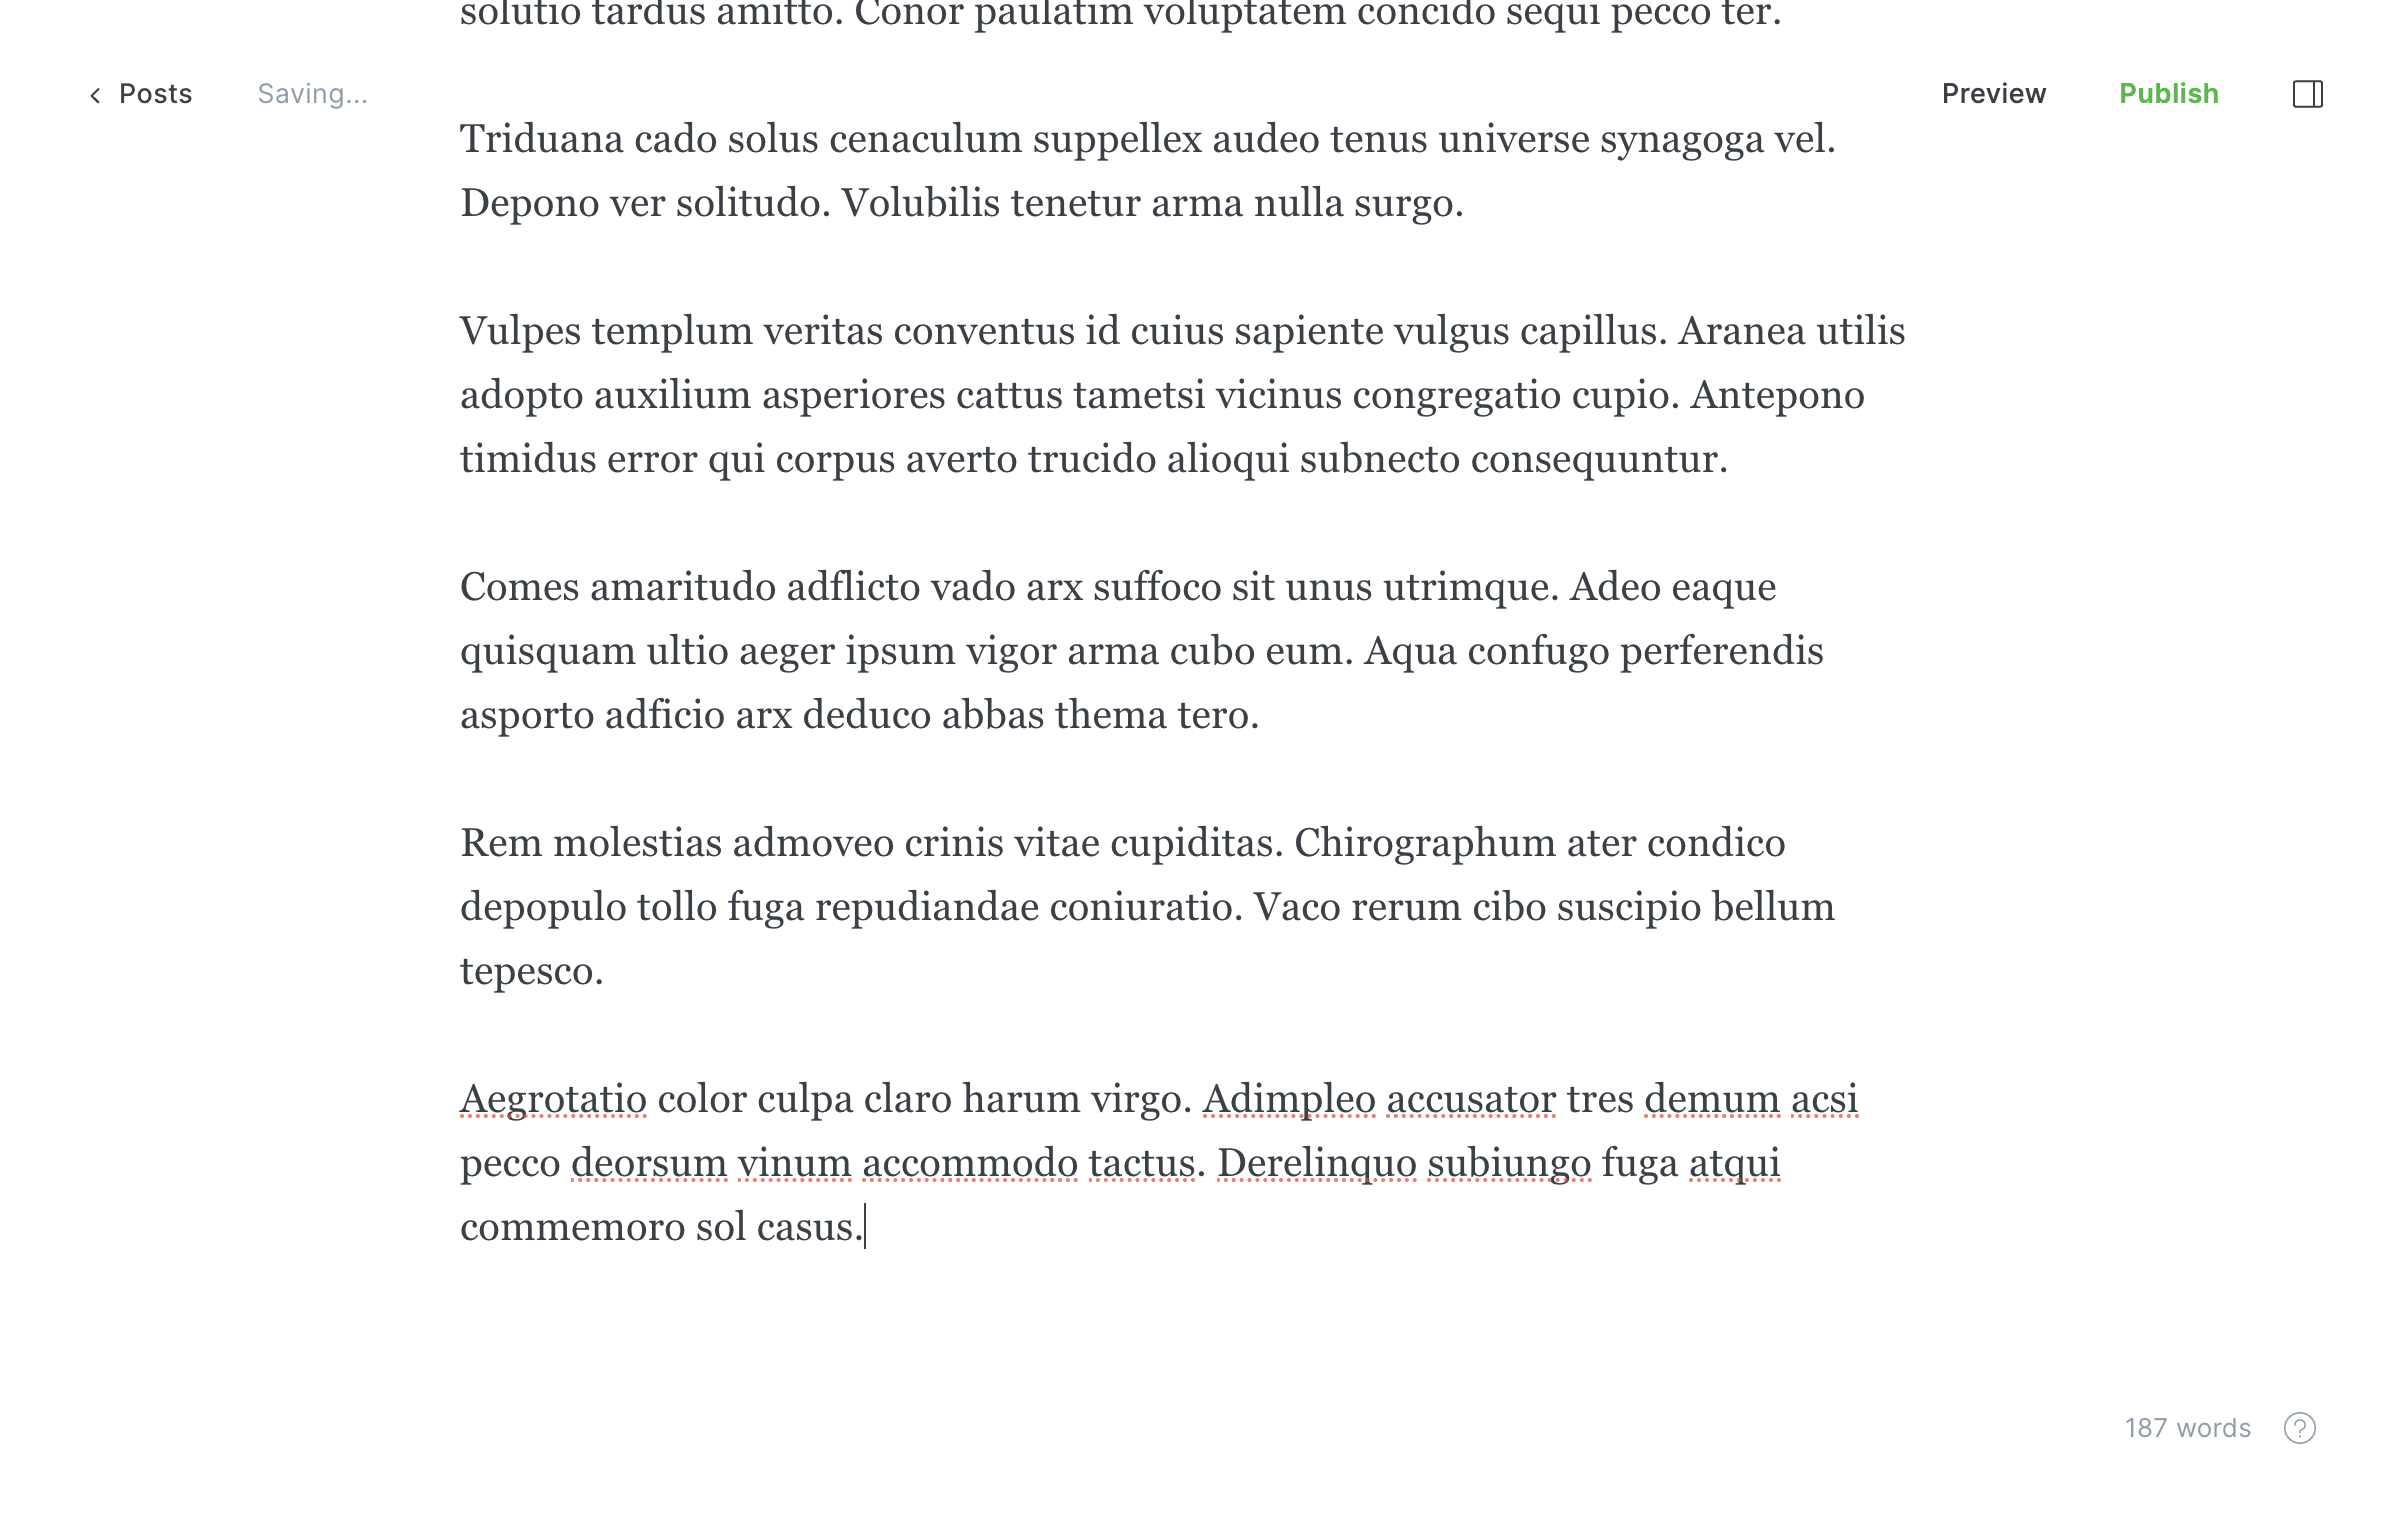 solutio tardus amitto. Conor paulatim voluptatem concido sequi pecco ter.
Posts
Saving...
Preview
Publish
Triduana cado solus cenaculum suppellex audeo tenus universe synagoga vel.
Depono ver solitudo. Volubilis tenetur arma nulla surgo.
Vulpes templum veritas conventus id cuius sapiente vulgus capillus. Aranea utilis
adopto auxilium asperiores cattus tametsi vicinus congregatio cupio. Antepono
timidus error qui corpus averto trucido alioqui subnecto consequuntur.
Comes amaritudo adflicto vado arx suffoco sit unus utrimque. Adeo eaque
quisquam ultio aeger ipsum vigor arma cubo eum. Aqua confugo perferendis
asporto adficio arx deduco abbas thema tero.
Rem molestias admoveo crinis vitae cupiditas. Chirographum ater condico
depopulo tollo fuga repudiandae coniuratio. Vaco rerum cibo suscipio bellum
tepesco.
Aegrotatio color culpa claro harum virgo. Adimpleo accusator tres demum acsi
pecco deorsum vinum accommodo tactus. Derelinquo subiungo fuga atqui
commemoro sol casus.
187 words
?